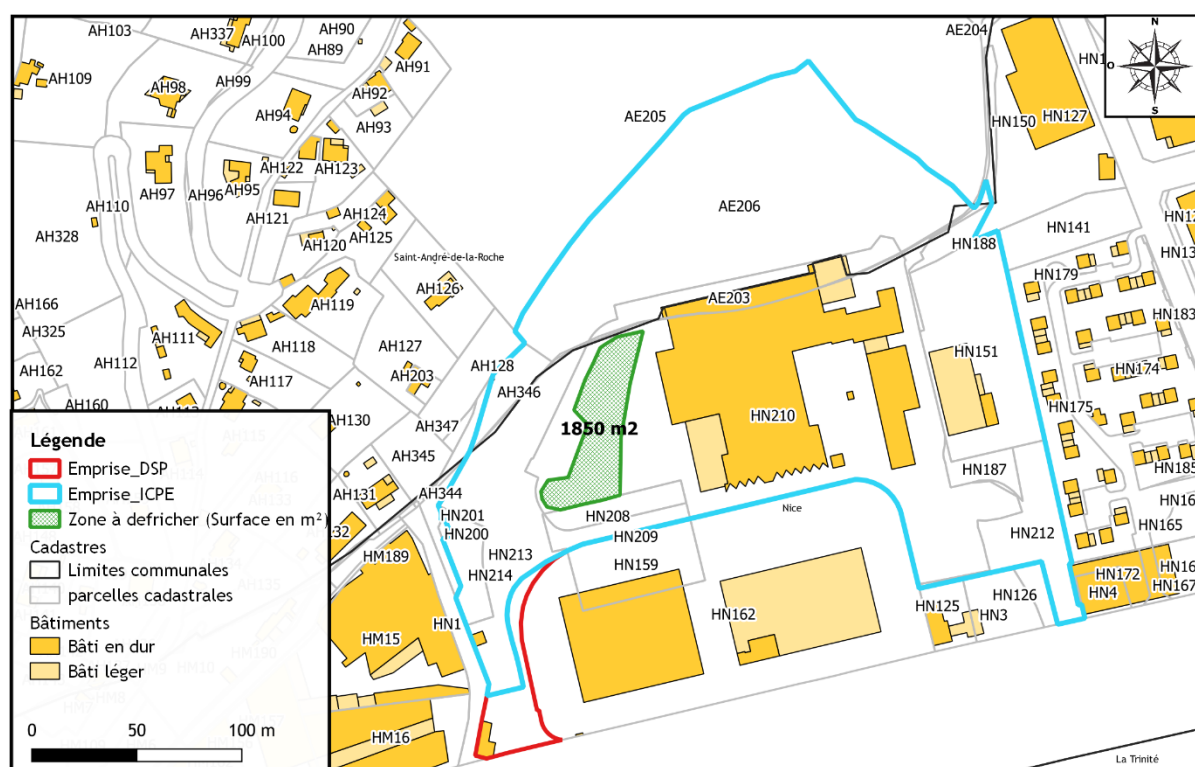 AH103
AH337
AH100
AH90
AH89
AH91
AE204
N
O
E
S
AH109
AH98
AH99
AH92
AH94
AH93
AE205
HN150
HN127
AH122
AH123
AH97
AH96
AH95
AH110
AH121
AH124
AE206
AH328
AH120
AH125
HN188
HN141
Saint-André-de-la-Roche
HN179
AH126
AH119
AE203
AH166
AH325
AH111
HN183
AH118
AH127
HN151
AH162
AH112
AH128
HN174
AH117
AH203
AH346
AH160
HN175
HN210
AH130
AH347
1850 m2
Légende
AH345
HN187
HN185
Emprise_DSP
AH131
AH344
Emprise_ICPE
HN201
HN208
Nice
Zone à defricher (Surface en m²)
HN200
HN209
HN212
HN165
Cadastres
HM189
HN213
HN159
Limites communales
HN214
HN172
parcelles cadastrales
HN4
HN167
Bâtiments
HN1
HN162
HN125
HN3
HN126
Bâti en dur
HM15
Bâti léger
0
50
100 m
HM16
La Trinité